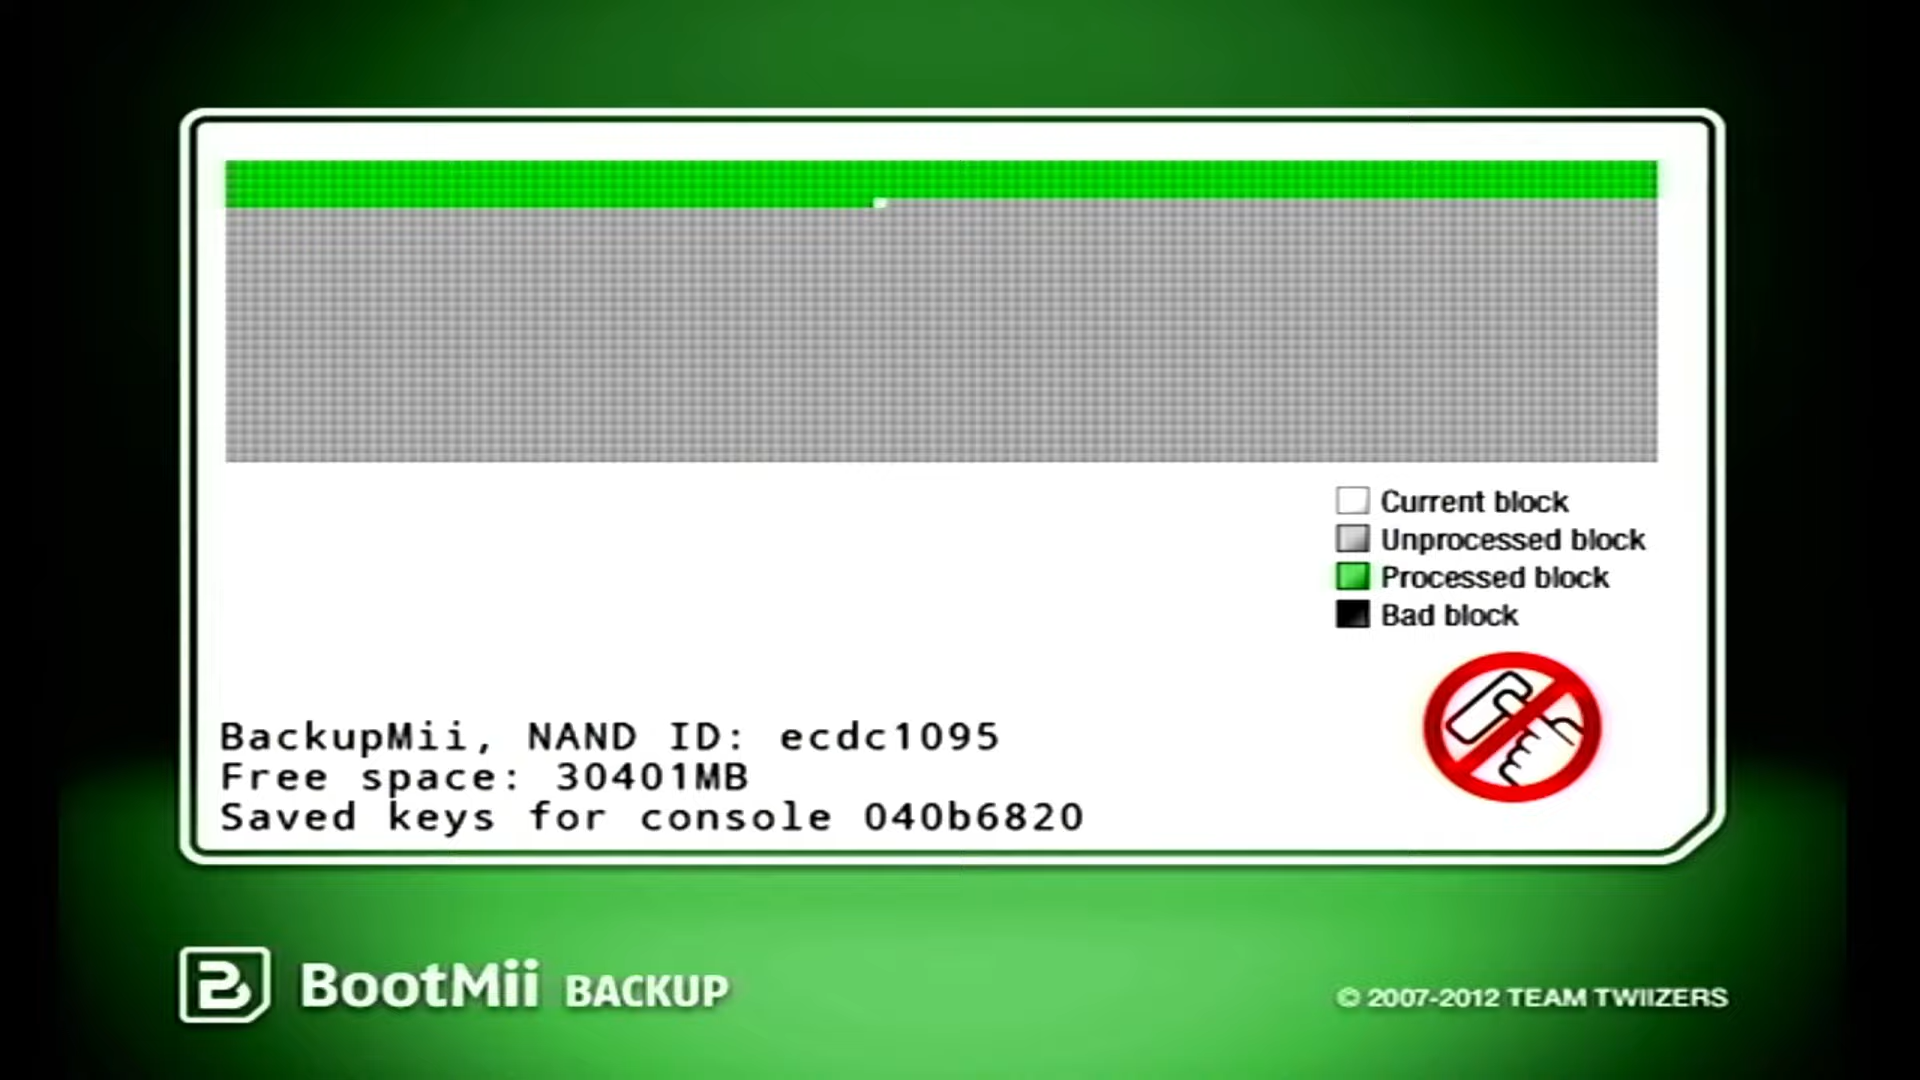 Current block
Unprocessed block
Processed block
Bad block
BackupMii, NAND ID: ecdc1095
Free space: 30401MB
Saved keys for console 040b6820
BootMii BACKUP
© 2007-2012 TEAM TWIIZERS